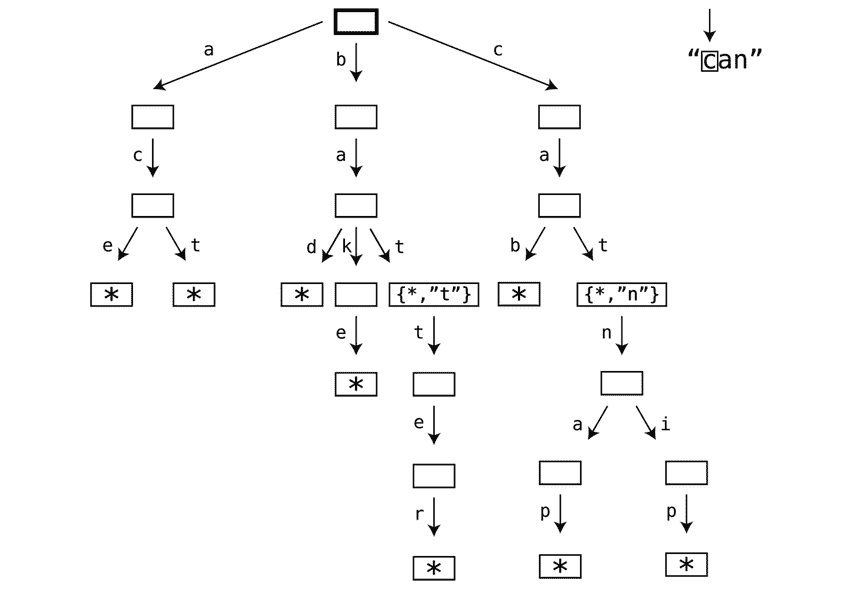 a b c
“can”
c a a
e t d k t b t
* * * {*,”t”} * {*,”n”}
e t n
*
e a i
r p p
* * *